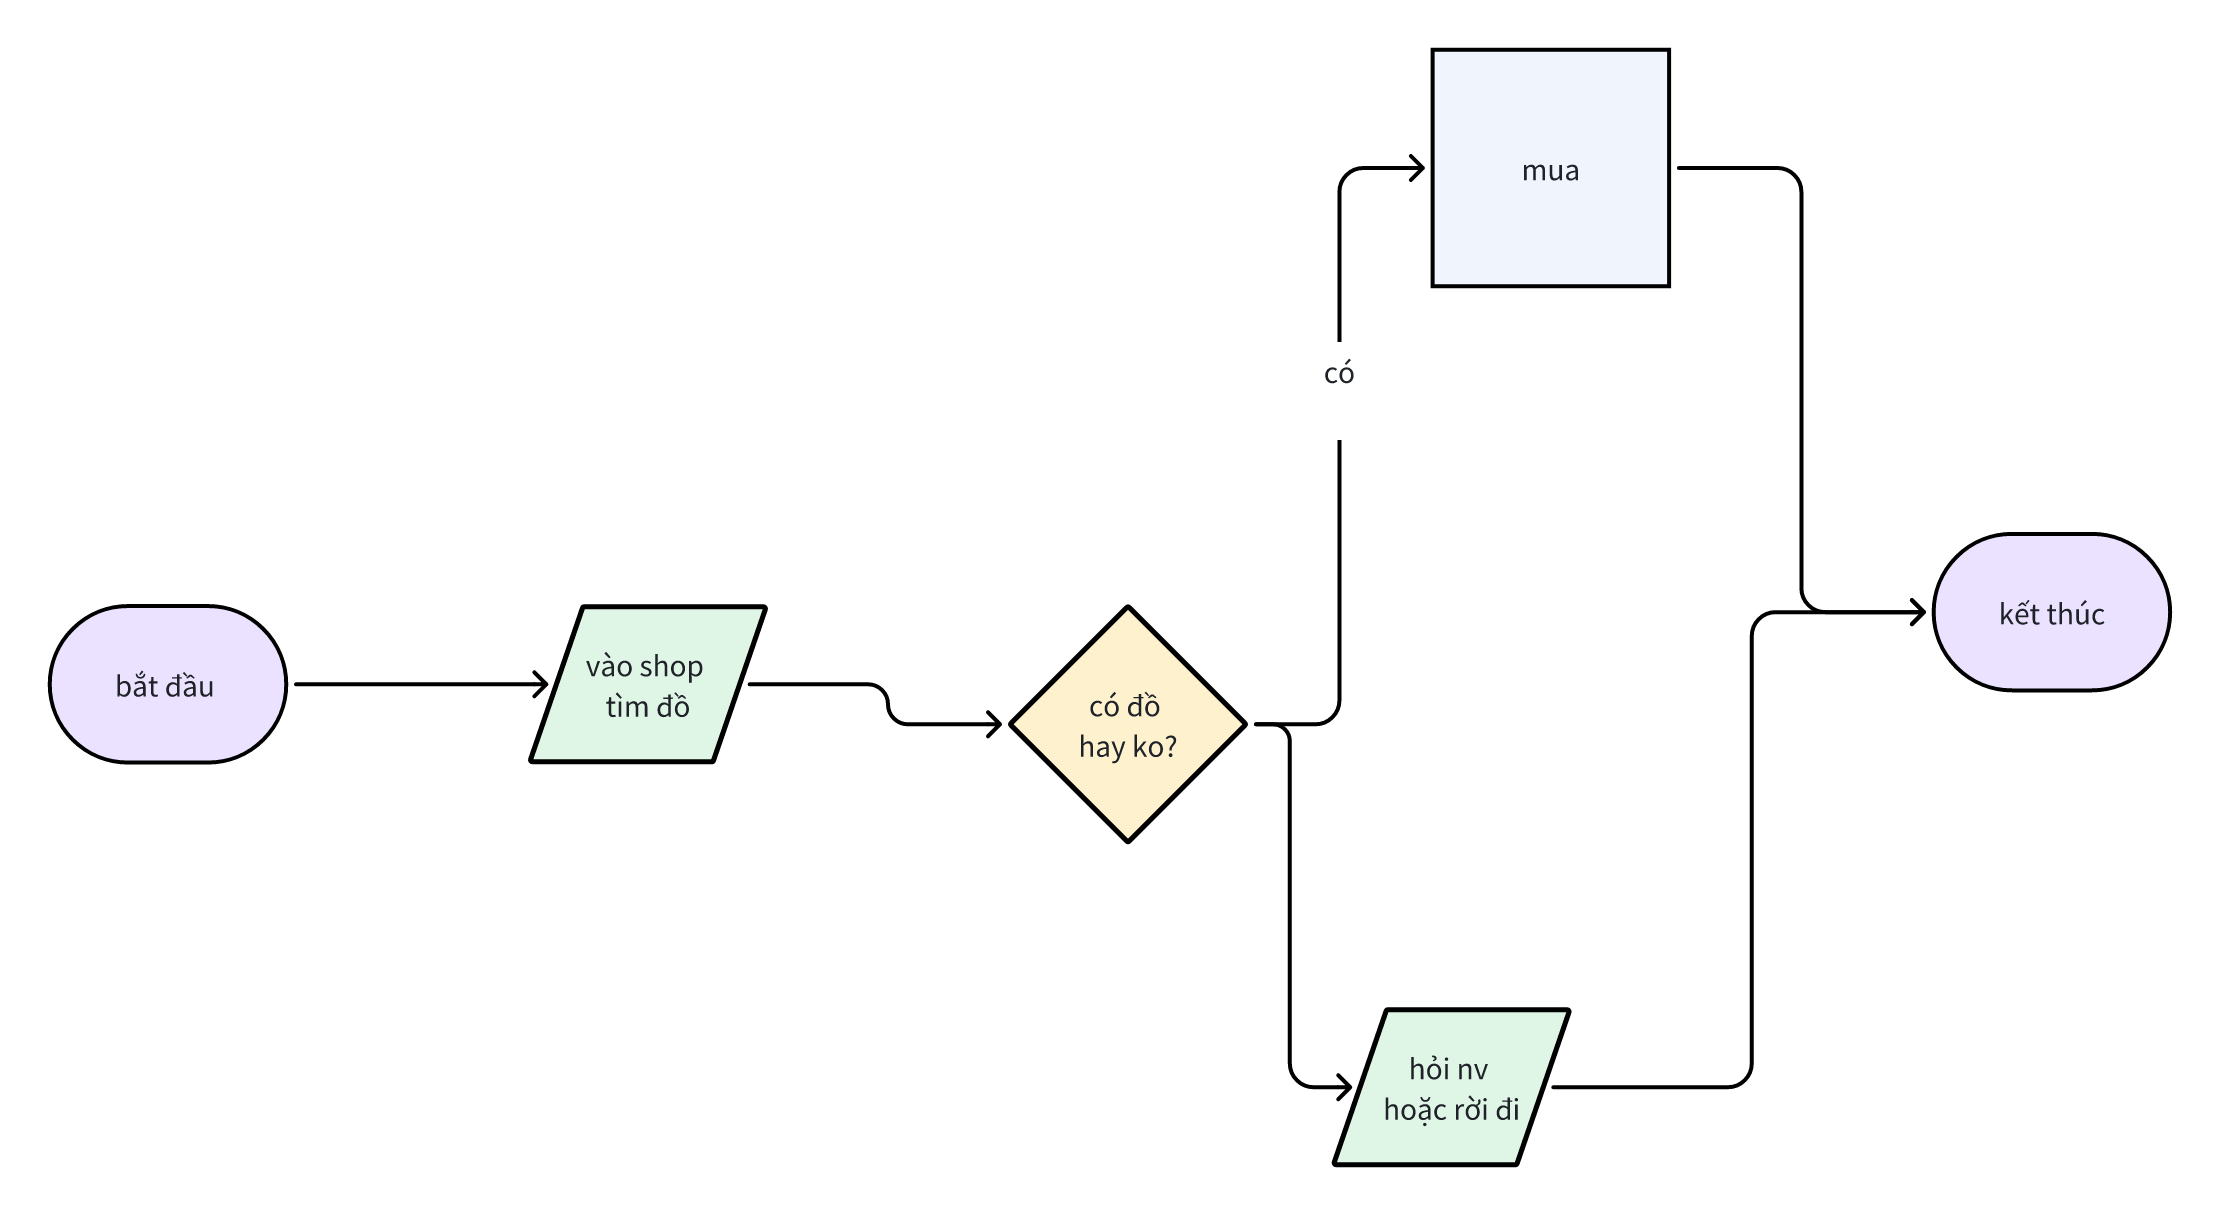 bắt đầu
vào shop
tìm đồ
có đồ
hay ko?
có
mua
hỏi nv
hoặc rời đi
kết thúc